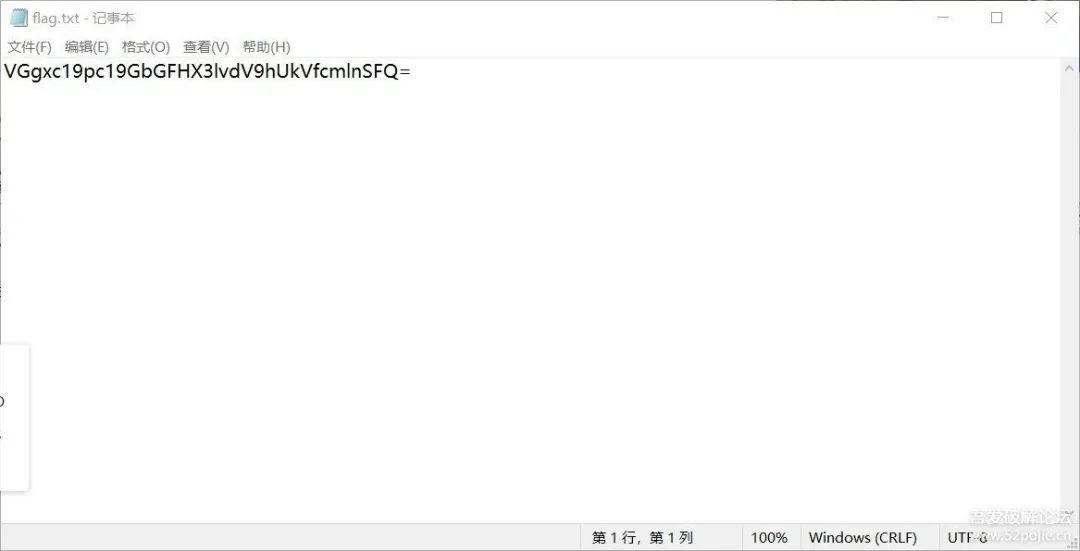 flag.txt - 记事本
文件(F) 编辑(E) 格式(O) 查看(V) 帮助(H)
VGgxc19pc19GbGFHX3lvdV9hUkVfcmlnSFQ=
第 1 行，第 1 列 100% Windows (CRLF) UTF-8
吾爱破解论坛
www.52pojie.cn